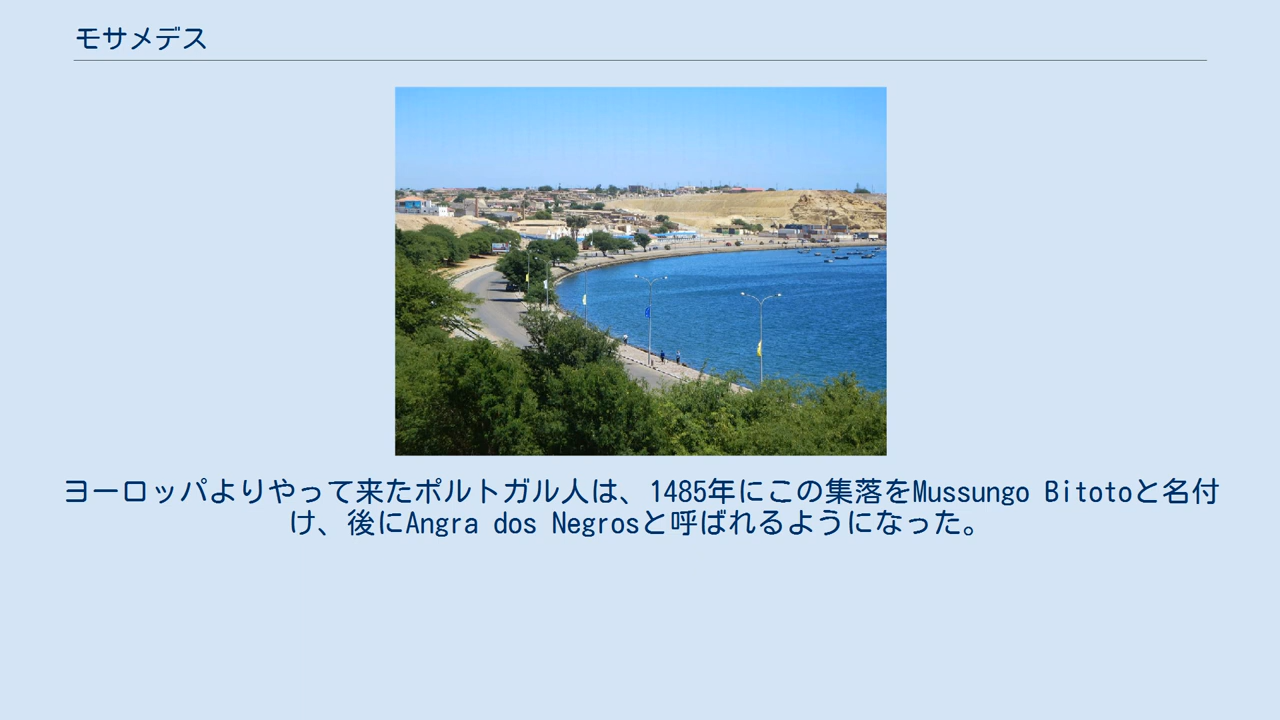 モサメデス
ヨーロッパよりやって来たポルトガル人は、1485年にこの集落をMussungo Bitotoと名付
け、後にAngra dos Negrosと呼ばれるようになった。